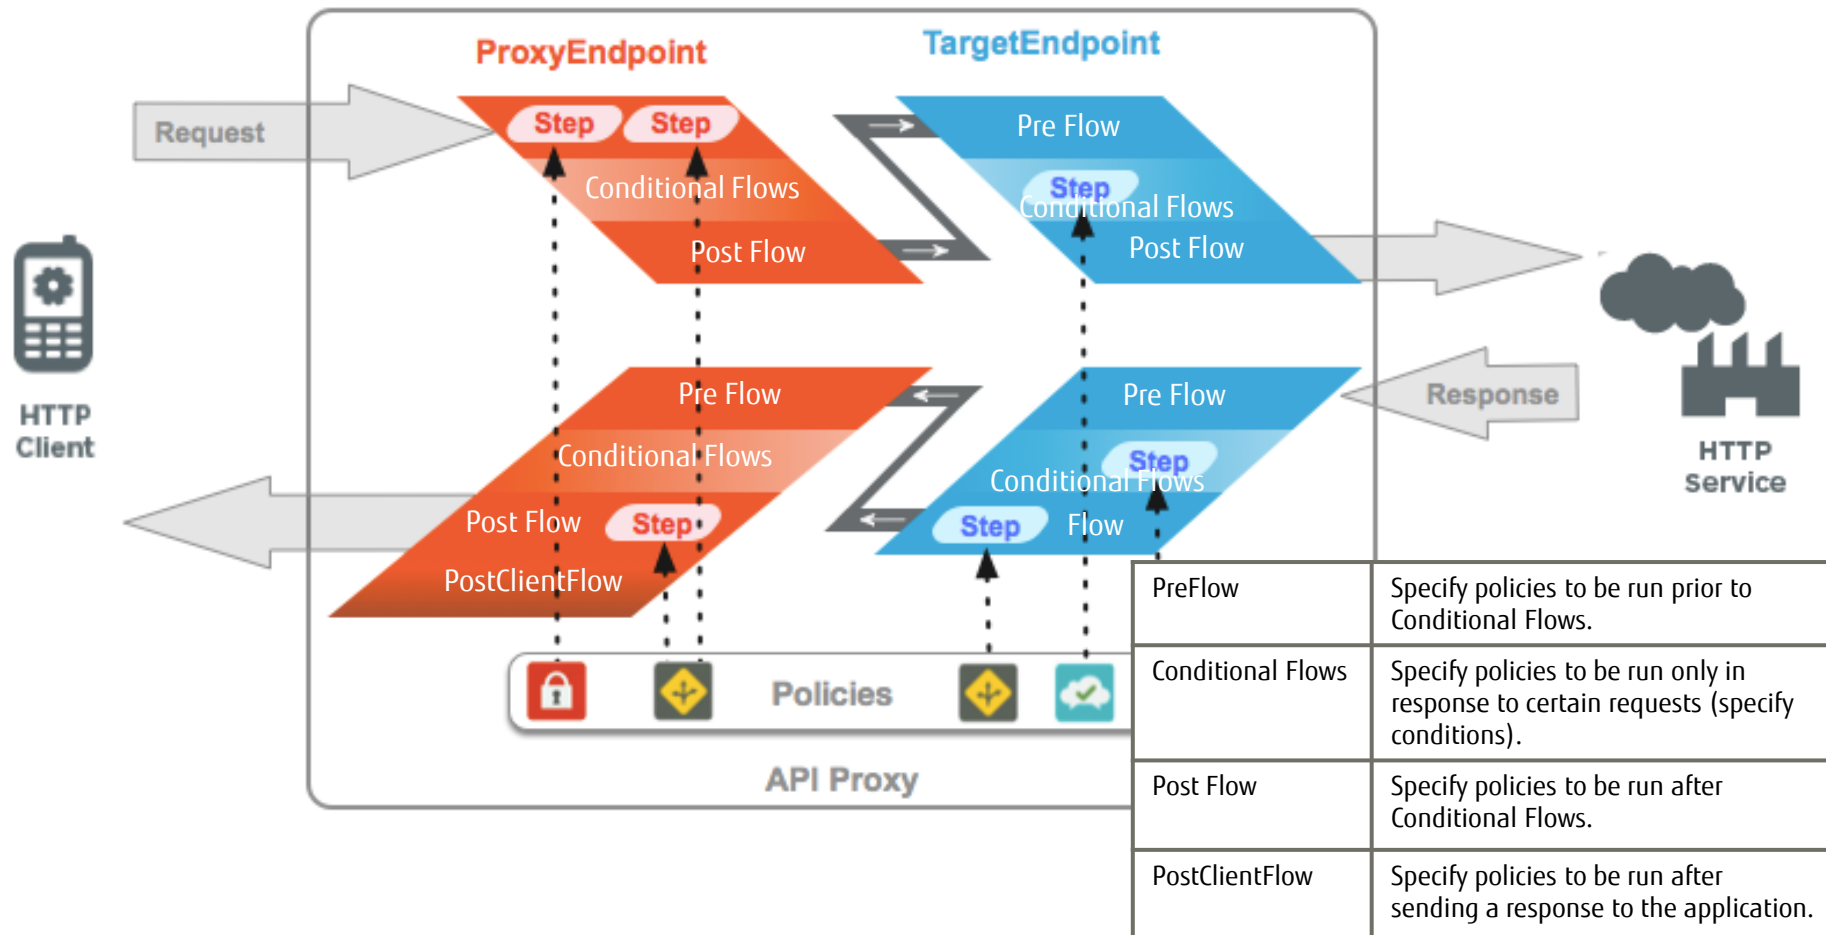 ProxyEndpoint
TargetEndpoint
Request
Step Step
Conditional Flows
Post Flow
Pre Flow
Step
Conditional Flows
Post Flow
HTTP
Client
Pre Flow
Conditional Flows
Post Flow
Step
PostClientFlow
Pre Flow
Step
Conditional Flows
Step
Flow
Response
HTTP
Service
Policies
API Proxy
PreFlow
Specify policies to be run prior to
Conditional Flows.
Conditional Flows
Specify policies to be run only in
response to certain requests (specify
conditions).
Post Flow
Specify policies to be run after
Conditional Flows.
PostClientFlow
Specify policies to be run after
sending a response to the application.